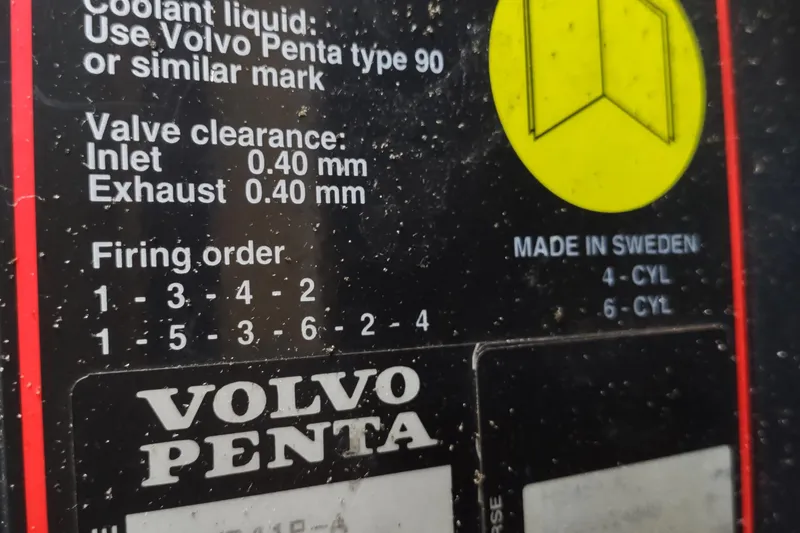 Coolant liquid:
Use Volvo Penta type 90
or similar mark
Valve clearance:
Inlet 0.40 mm
Exhaust 0.40 mm
Firing order
1 - 3 - 4 - 2
1 - 5 - 3 - 6 - 2 - 4
MADE IN SWEDEN
4 - CYL
6 - CYL
VOLVO
PENTA